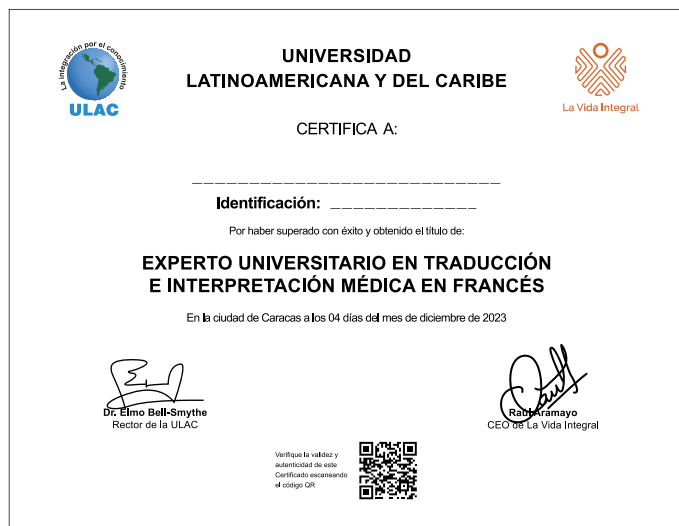 La integración por el conocimiento
ULAC
UNIVERSIDAD
LATINOAMERICANA Y DEL CARIBE
La Vida Integral
CERTIFICA A:
Identificación:
Por haber superado con éxito y obtenido el título de:
EXPERTO UNIVERSITARIO EN TRADUCCIÓN
E INTERPRETACIÓN MÉDICA EN FRANCÉS
En la ciudad de Caracas a los 04 días del mes de diciembre de 2023
Dr. Elmo Bell-Smythe
Rector de la ULAC
Raúl Aramayo
CEO de La Vida Integral
Verifique la validez y
autenticidad de este
Certificado escaneando
el código QR